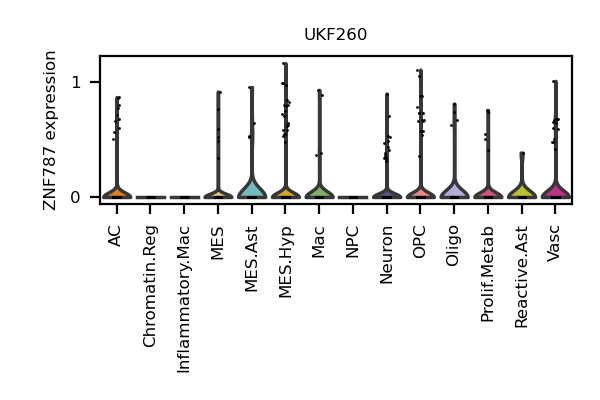 UKF260
ZNF787 expression
1
0
AC
Chromatin.Reg
Inflammatory.Mac
MES
MES.Ast
MES.Hyp
Mac
NPC
Neuron
OPC
Oligo
Prolif.Metab
Reactive.Ast
Vasc